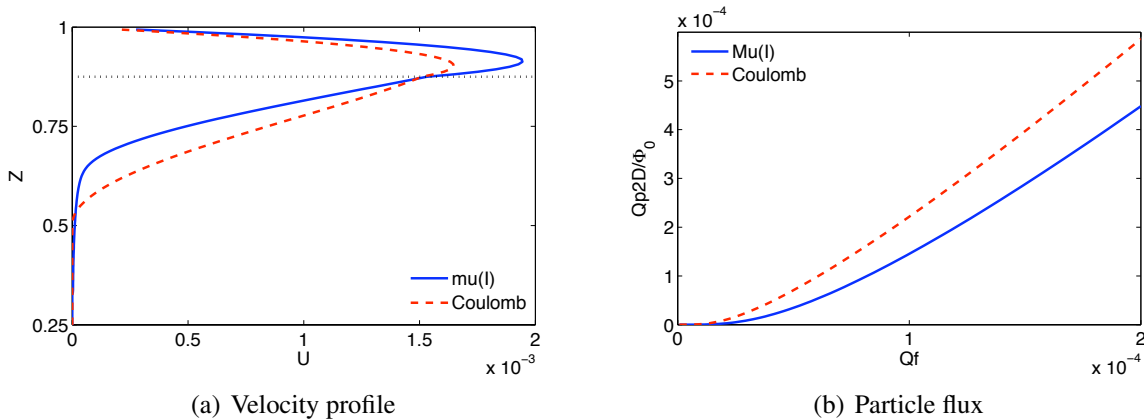 1
0.75
0.5
0.25
Z
0
0.5
1
1.5
2
U
x 10⁻³
mu(I)
Coulomb
(a) Velocity profile
x 10⁻⁴
5
4
3
2
1
0
Qp2D/Φ₀
0
1
2
Qf
x 10⁻⁴
Mu(I)
Coulomb
(b) Particle flux